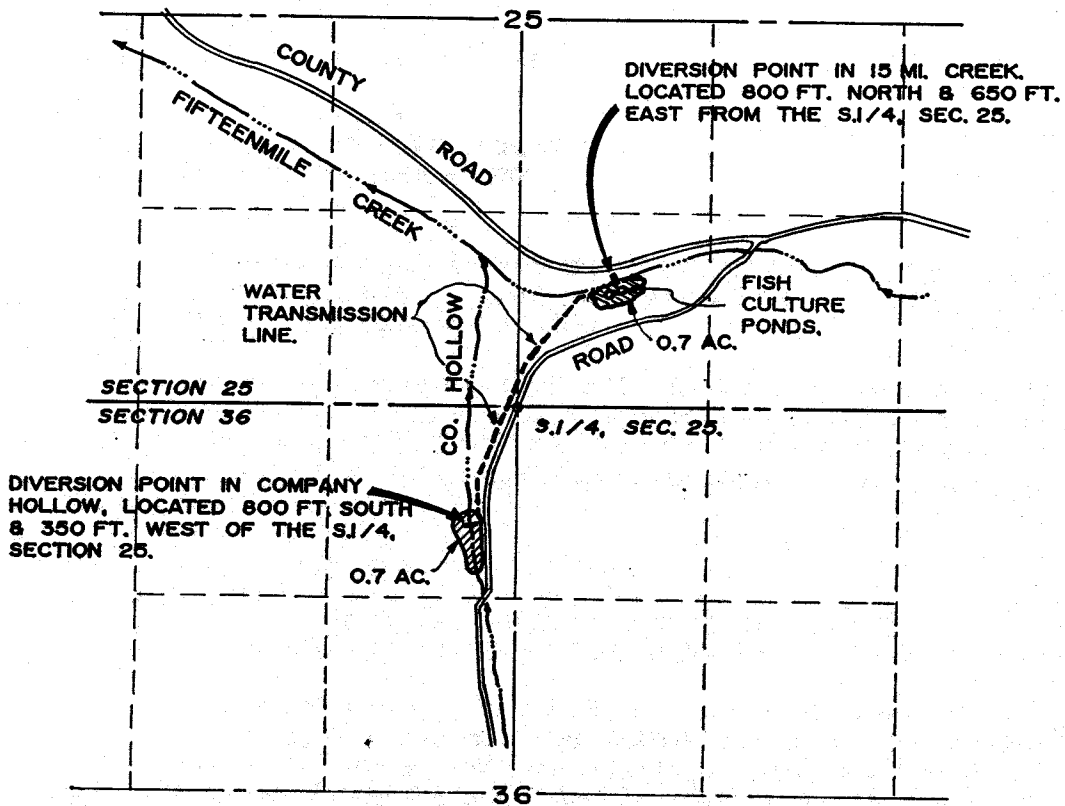 25
COUNTY
ROAD
DIVERSION POINT IN 15 MI. CREEK.
LOCATED 800 FT. NORTH & 650 FT.
EAST FROM THE S.1/4, SEC. 25.
FIFTEENMILE
CREEK
WATER
TRANSMISSION
LINE.
FISH
CULTURE
PONDS.
0.7 AC.
ROAD
CO. HOLLOW
SECTION 25
SECTION 36
S.1/4, SEC. 25.
DIVERSION POINT IN COMPANY
HOLLOW, LOCATED 800 FT. SOUTH
& 350 FT. WEST OF THE S.1/4,
SECTION 25.
0.7 AC.
36